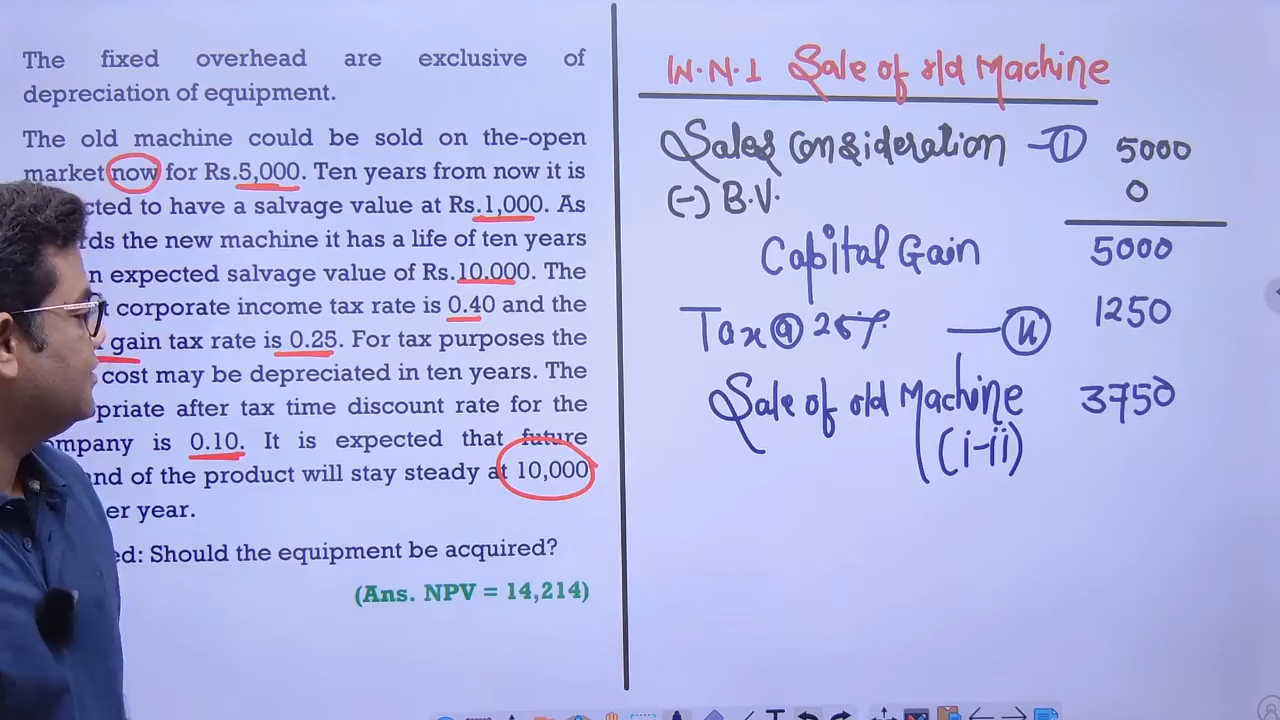 The fixed overhead are exclusive of
depreciation of equipment.
The old machine could be sold on the-open
market now for Rs.5,000. Ten years from now it is
cted to have a salvage value at Rs.1,000. As
ds the new machine it has a life of ten years
n expected salvage value of Rs.10.000. The
t corporate income tax rate is 0.40 and the
gain tax rate is 0.25. For tax purposes the
cost may be depreciated in ten years. The
priate after tax time discount rate for the
mpany is 0.10. It is expected that future
nd of the product will stay steady at 10,000
er year.
ed: Should the equipment be acquired?
(Ans. NPV = 14,214)
W.N.1 Sale of old Machine
Sales Consideration - I 5000
(-) B.V. 0
Capital Gain 5000
Tax @ 25% - II 1250
Sale of old Machine 3750
(i-ii)